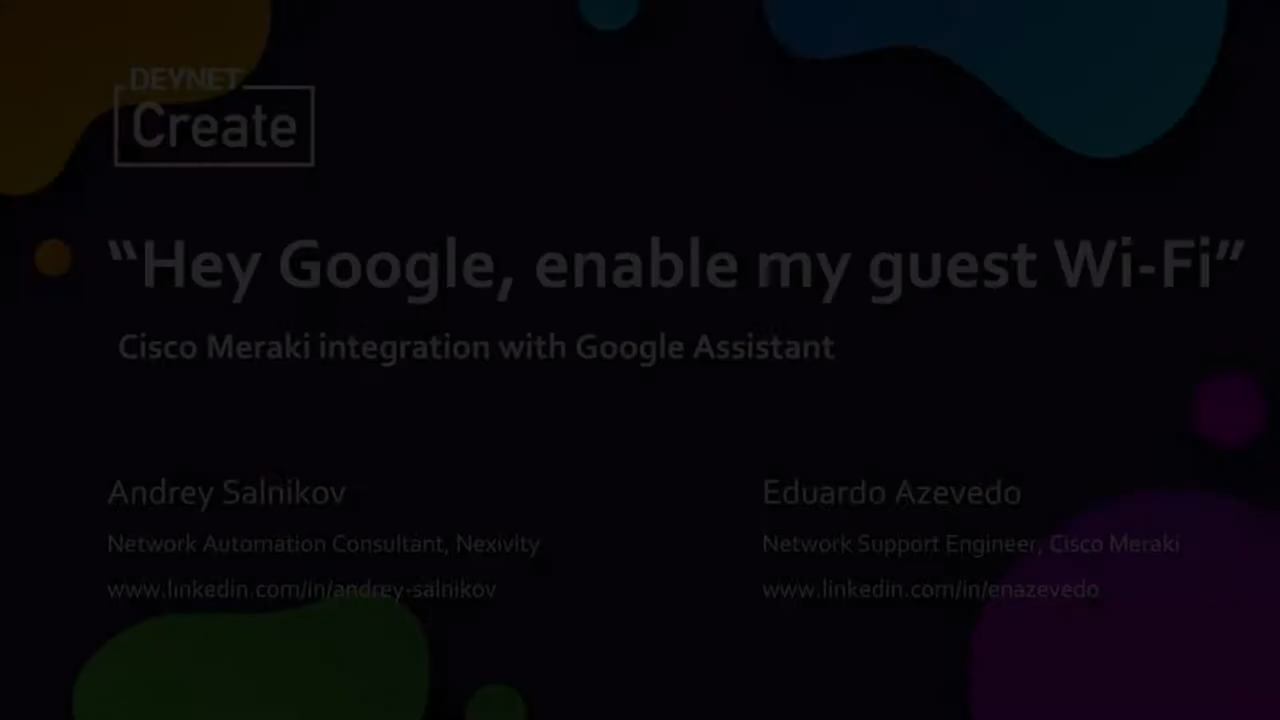 DEVNET
Create
“Hey Google, enable my guest Wi-Fi”
Cisco Meraki integration with Google Assistant
Andrey Salnikov
Network Automation Consultant, Nexivity
www.linkedin.com/in/andrey-salnikov
Eduardo Azevedo
Network Support Engineer, Cisco Meraki
www.linkedin.com/in/enazevedo